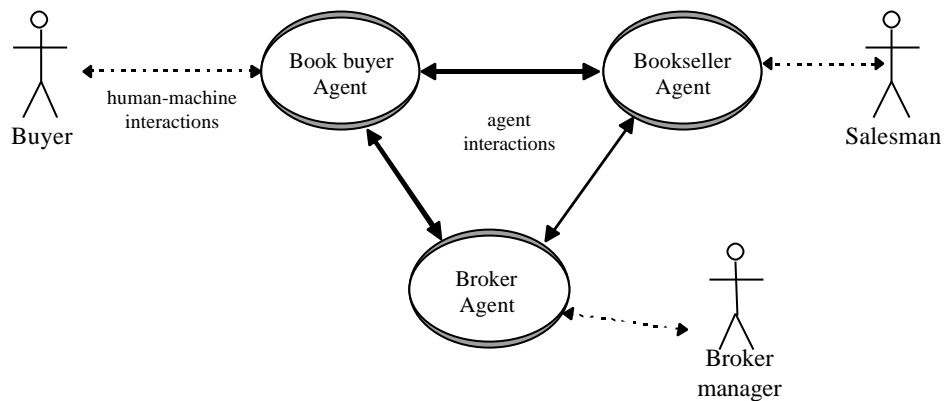 Book buyer
Agent
Bookseller
Agent
human-machine
interactions
agent
interactions
Buyer
Salesman
Broker
Agent
Broker
manager